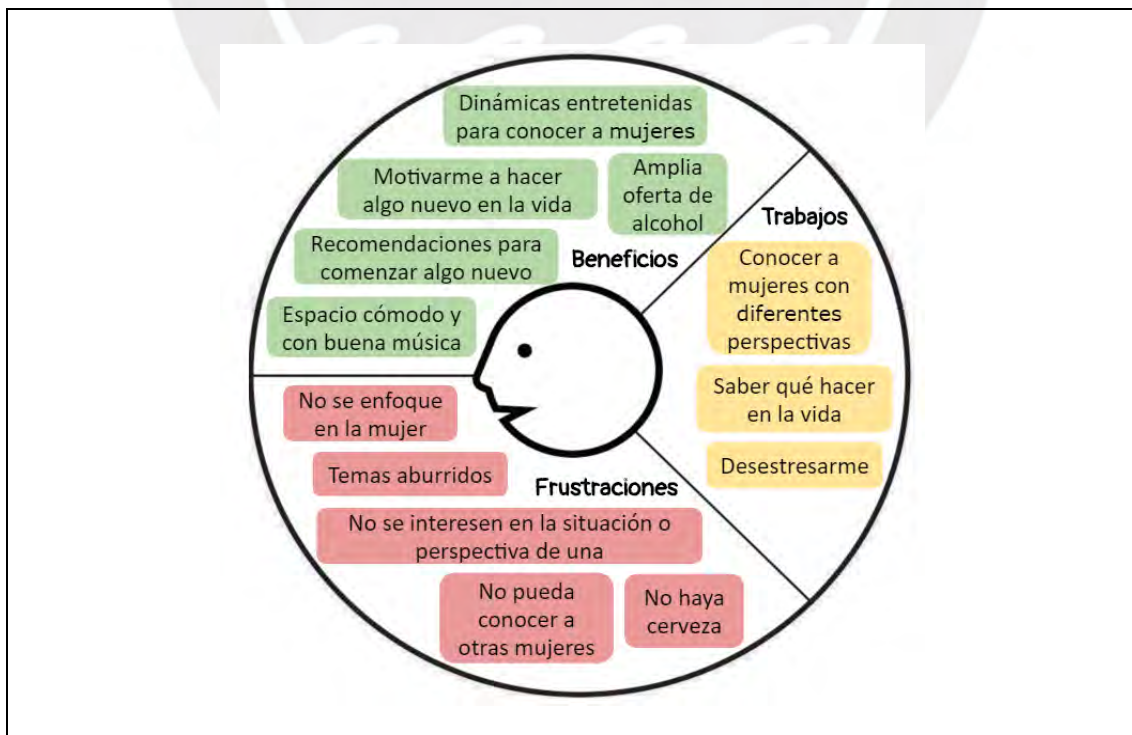 Dinámicas entretenidas
para conocer a mujeres
Motivarme a hacer
algo nuevo en la vida
Amplia
oferta de
alcohol
Recomendaciones para
comenzar algo nuevo
Beneficios
Espacio cómodo y
con buena música
Trabajos
Conocer a
mujeres con
diferentes
perspectivas
Saber qué hacer
en la vida
Desestresarme
No se enfoque
en la mujer
Temas aburridos
Frustraciones
No se interesen en la situación o
perspectiva de una
No pueda
conocer a
otras mujeres
No haya
cerveza